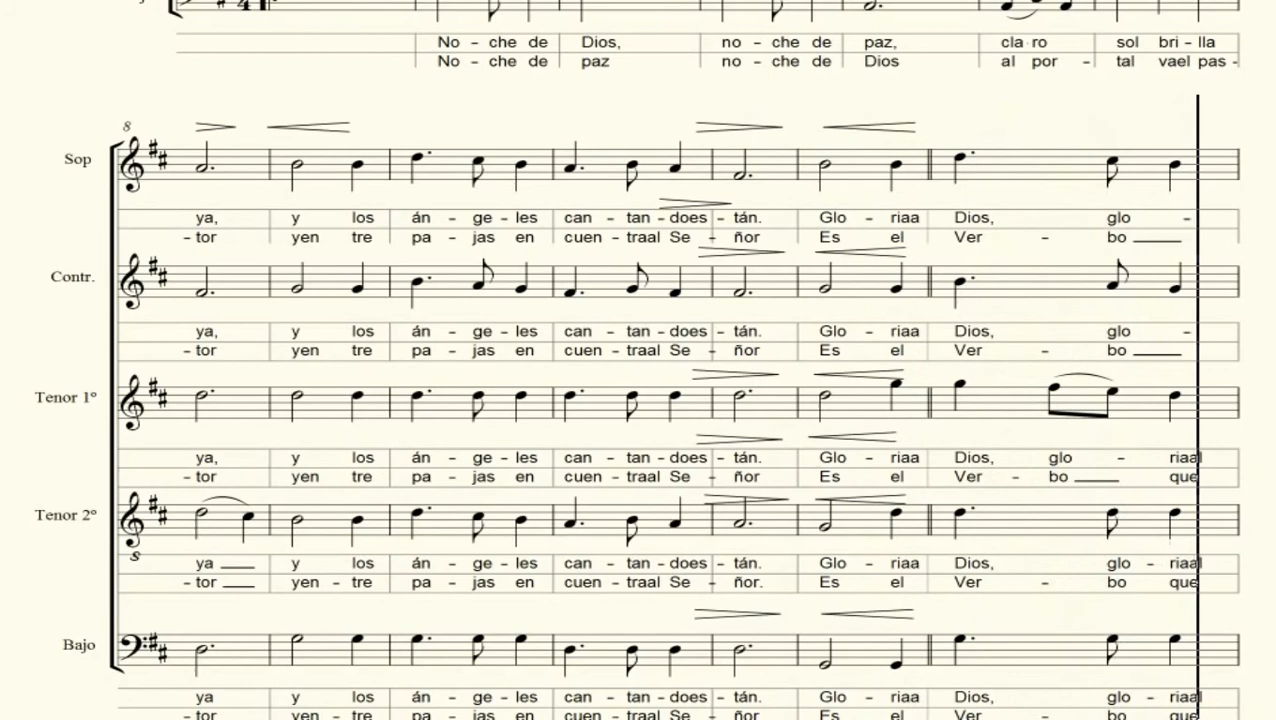 4
No – che de Dios, no – che de paz, cla ro sol bri – lla
No – che de paz no – che de Dios al por – tal vael pas -
8
Sop
ya, y los án – ge – les can – tan – does – tán. Glo – riaa Dios, glo –
– tor yen tre pa – jas en cuen – traal Se – ñor Es el Ver – bo
Contr.
ya, y los án – ge – les can – tan – does – tán. Glo – riaa Dios, glo –
– tor yen tre pa – jas en cuen – traal Se – ñor Es el Ver – bo
Tenor 1º
ya, y los án – ge – les can – tan – does – tán. Glo – riaa Dios, glo – riaal
– tor yen tre pa – jas en cuen – traal Se – ñor Es el Ver – bo que
Tenor 2º
8
ya y los án – ge – les can – tan – does – tán. Glo – riaa Dios, glo – riaal
– tor yen – tre pa – jas en cuen – traal Se – ñor. Es el Ver – bo que
Bajo
ya y los án – ge – les can – tan – does – tán. Glo – riaa Dios, glo – riaal
– tor yen – tre pa – jas en cuen – traal Se – ñor Es el Ver – bo que